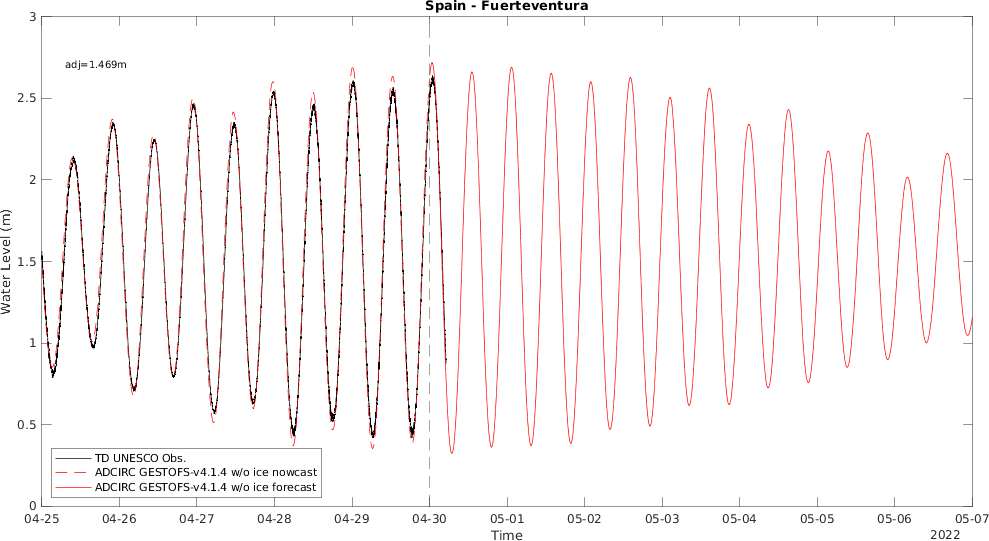 Spain - Fuerteventura
3
2.5
2
1.5
1
0.5
0
Water Level (m)
adj=1.469m
TD UNESCO Obs.
ADCIRC GESTOFS-v4.1.4 w/o ice nowcast
ADCIRC GESTOFS-v4.1.4 w/o ice forecast
04-25 04-26 04-27 04-28 04-29 04-30 05-01 05-02 05-03 05-04 05-05 05-06 05-07
Time
2022